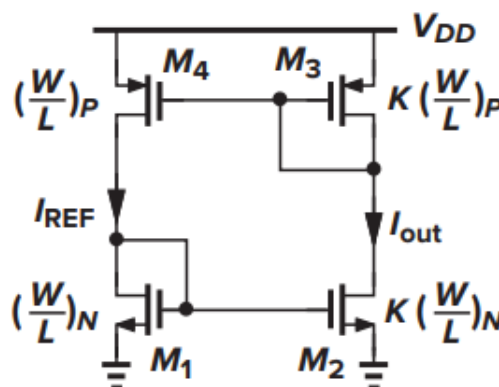 V_DD
M_4 M_3
(W/L)_P K(W/L)_P
I_REF I_out
(W/L)_N K(W/L)_N
M_1 M_2